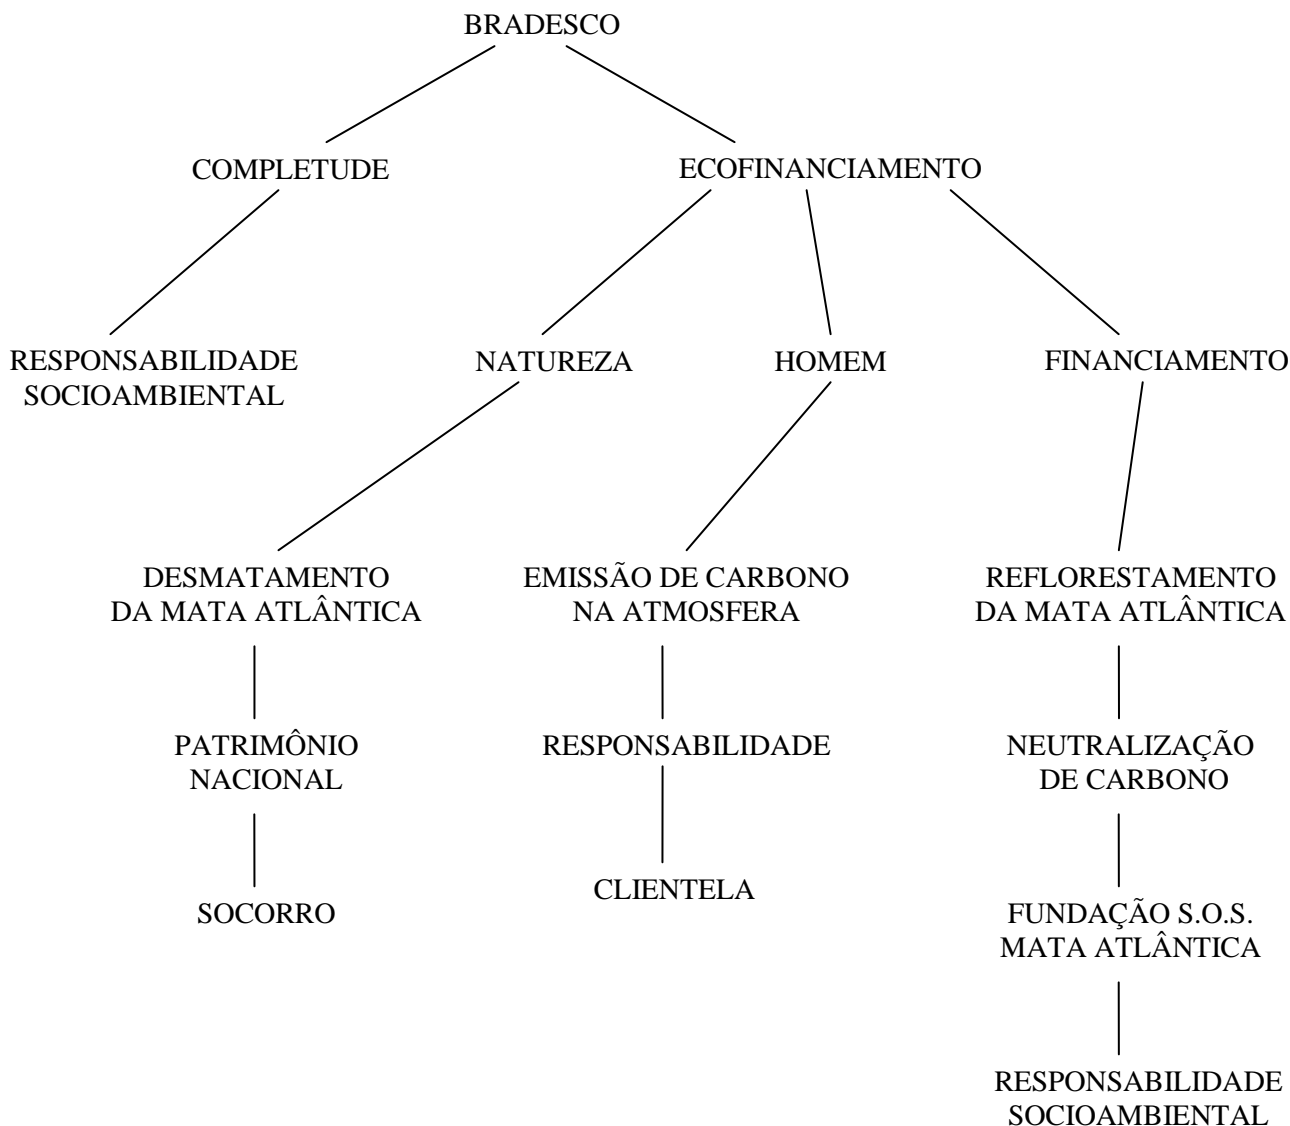 BRADESCO
COMPLETUDE
ECOFINANCIAMENTO
RESPONSABILIDADE
SOCIOAMBIENTAL
NATUREZA
HOMEM
FINANCIAMENTO
DESMATAMENTO
DA MATA ATLÂNTICA
EMISSÃO DE CARBONO
NA ATMOSFERA
REFLORESTAMENTO
DA MATA ATLÂNTICA
PATRIMÔNIO
NACIONAL
RESPONSABILIDADE
NEUTRALIZAÇÃO
DE CARBONO
SOCORRO
CLIENTELA
FUNDAÇÃO S.O.S.
MATA ATLÂNTICA
RESPONSABILIDADE
SOCIOAMBIENTAL